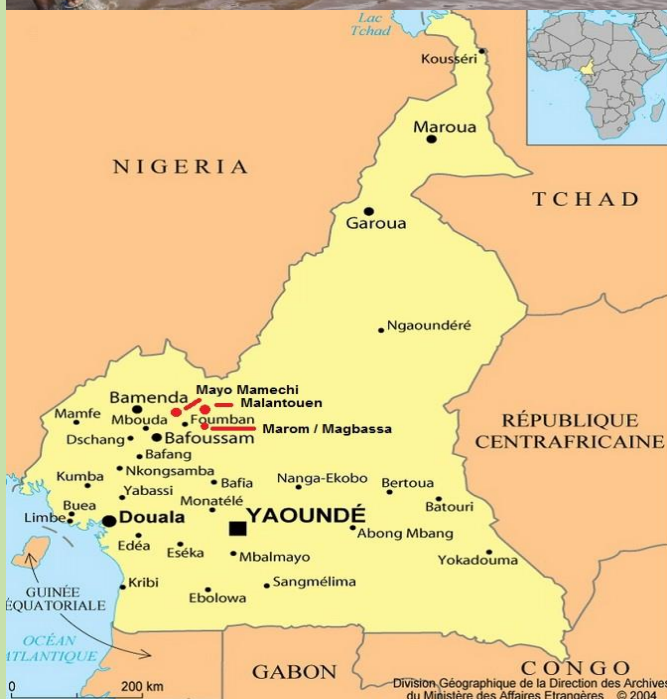 Lac
Tchad
Kousséri
Maroua
NIGERIA
TCHAD
Garoua
Ngaoundéré
Mayo Mamechi
Bamenda
Malantouen
Mamfe
Mbouda
Foumban
Marom / Magbassa
RÉPUBLIQUE
CENTRAFRICAINE
Dschang
Bafoussam
Bafang
Kumba
Nkongsamba
Bafia
Nanga-Ekobo
Bertoua
Yabassi
Monatélé
Batouri
Buea
Limbe
Douala
YAOUNDÉ
Abong Mbang
Edéa
Eséka
Mbalmayo
Yokadouma
Kribi
Sangmélima
Ebolowa
GUINÉE
ÉQUATORIALE
OCÉAN
ATLANTIQUE
GABON
CONGO
0
200 km
Division Géographique de la Direction des Archives
du Ministère des Affaires Etrangères © 2004